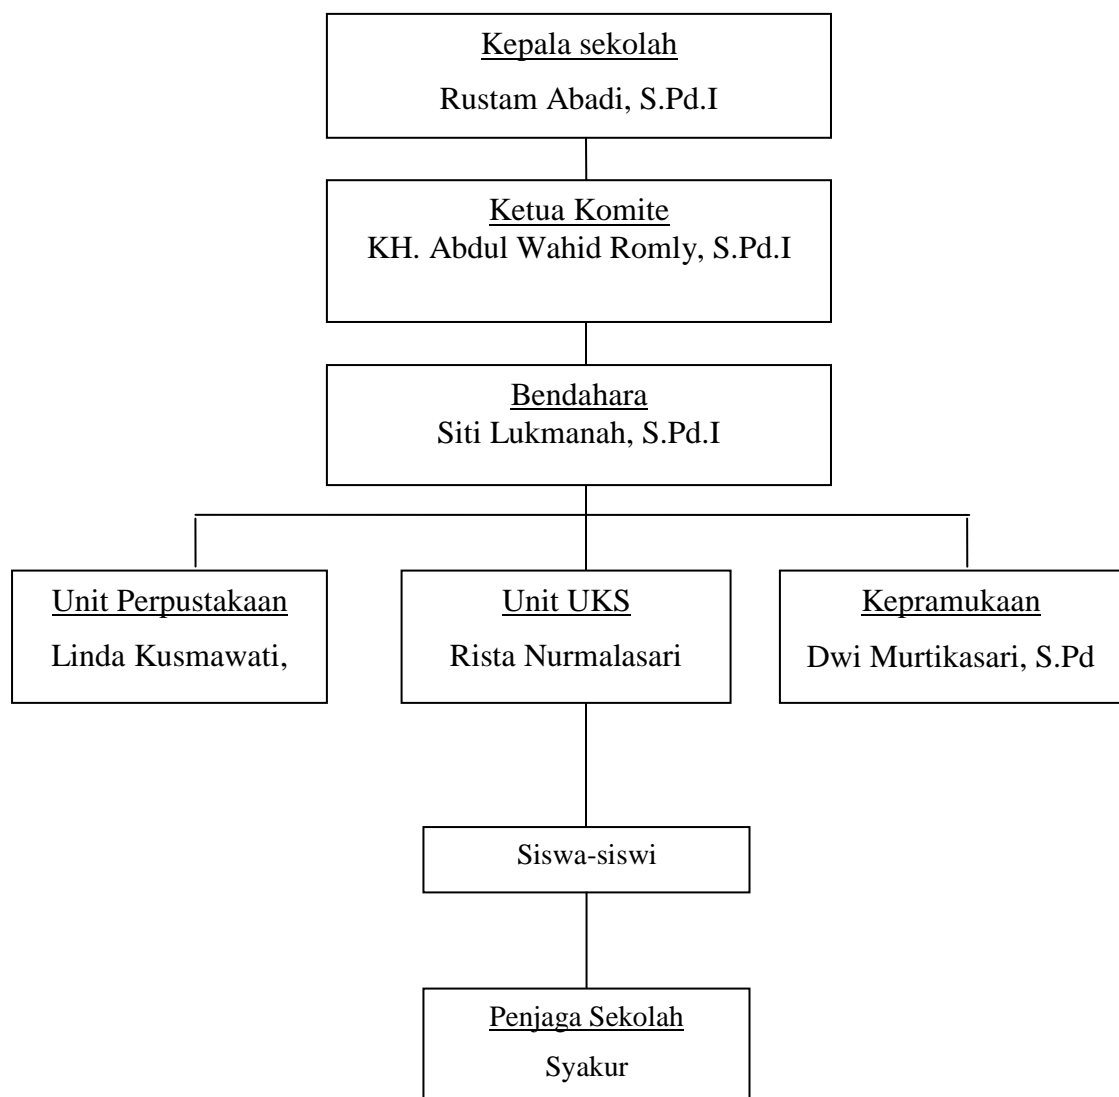 Kepala sekolah
Rustam Abadi, S.Pd.I
Ketua Komite
KH. Abdul Wahid Romly, S.Pd.I
Bendahara
Siti Lukmanah, S.Pd.I
Unit Perpustakaan
Linda Kusmawati,
Unit UKS
Rista Nurmalasari
Kepramukaan
Dwi Murtikasari, S.Pd
Siswa-siswi
Penjaga Sekolah
Syakur